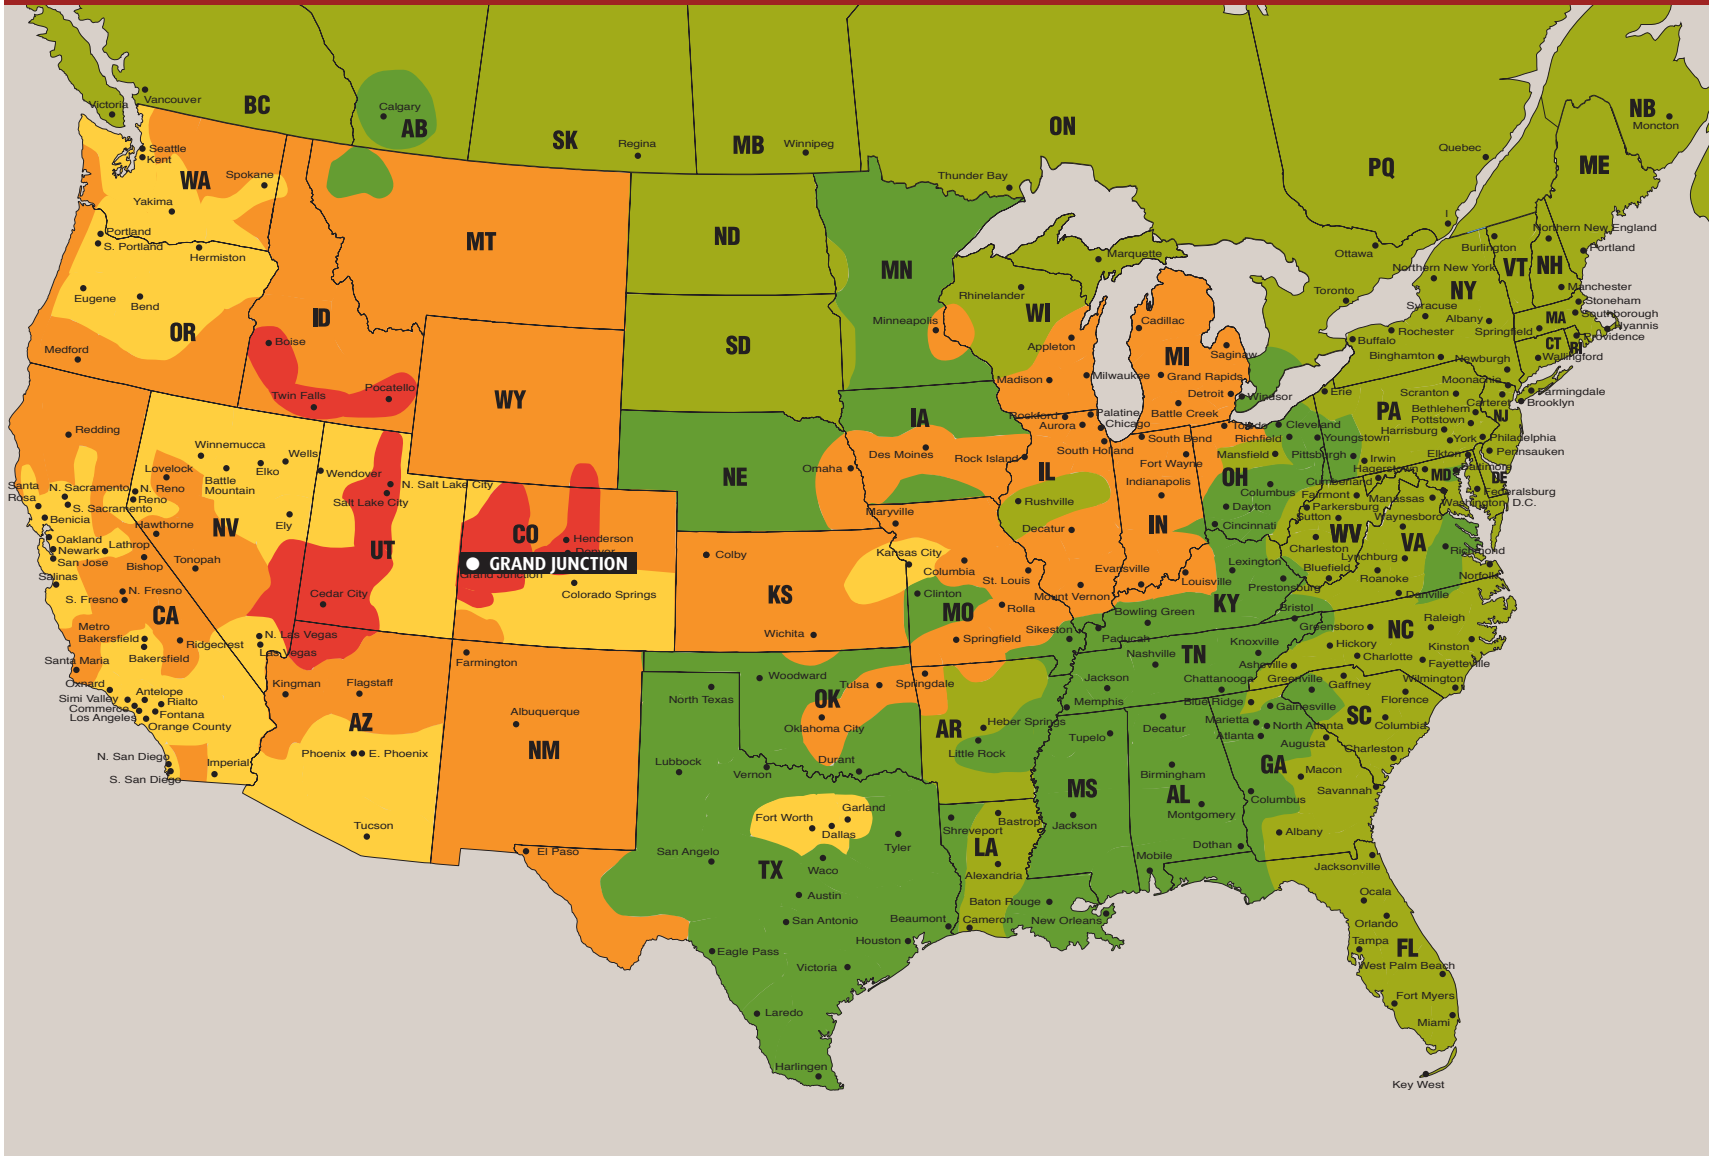 Victoria
Vancouver
BC
Calgary
AB
SK
Regina
MB
Winnipeg
ON
Thunder Bay
PQ
Quebec
NB
Moncton
ME
Ottawa
Toronto
Seattle
Kent
WA
Spokane
Yakima
Portland
S. Portland
Hermiston
Eugene
Bend
OR
Medford
ID
Boise
Twin Falls
Pocatello
MT
WY
ND
SD
NE
Omaha
MN
Minneapolis
WI
Rhinelander
Marquette
Appleton
Madison
Milwaukee
MI
Cadillac
Saginaw
Grand Rapids
Detroit
Battle Creek
Windsor
IA
Des Moines
Rockford
Palatine
Aurora
Chicago
Rock Island
South Holland
IL
Rushville
Decatur
Mount Vernon
South Bend
Fort Wayne
Indianapolis
IN
Evansville
Toledo
Cleveland
Richfield
Youngstown
Mansfield
OH
Columbus
Dayton
Cincinnati
Erie
PA
Scranton
Bethlehem
Pottstown
Harrisburg
York
Philadelphia
Pennsauken
Pittsburgh
Irwin
Hagerstown
Elkton
Baltimore
Cumberland
MD
DE
Federalsburg
Washington, D.C.
Manassas
NJ
Carteret
Moonachie
Brooklyn
Farmingdale
Newburgh
NY
Northern New York
Syracuse
Albany
Rochester
Buffalo
Binghamton
Burlington
VT
NH
Northern New England
Portland
Manchester
Stoneham
Southborough
Hyannis
MA
Springfield
Providence
CT
RI
Wallingford
Fairmont
Parkersburg
Sutton
WV
Charleston
Bluefield
Waynesboro
VA
Richmond
Lynchburg
Roanoke
Norfolk
Danville
Lexington
Louisville
Prestonsburg
KY
Bowling Green
Paducah
Bristol
Knoxville
TN
Nashville
Jackson
Memphis
Chattanooga
Greensboro
NC
Raleigh
Hickory
Kinston
Charlotte
Fayetteville
Asheville
Wilmington
Greenville
Gaffney
Florence
SC
Columbia
Charleston
Blue Ridge
Gainesville
Marietta
North Atlanta
Atlanta
Augusta
GA
Macon
Savannah
Columbus
Albany
Decatur
Birmingham
AL
Montgomery
Dothan
Mobile
Tupelo
MS
Jackson
Jacksonville
Ocala
Orlando
Tampa
FL
West Palm Beach
Fort Myers
Miami
Key West
Redding
Santa
Rosa
N. Sacramento
S. Sacramento
Benicia
Oakland
Newark
Lathrop
San Jose
Salinas
Bishop
N. Fresno
S. Fresno
CA
Metro
Bakersfield
Bakersfield
Ridgecrest
Santa Maria
Oxnard
Simi Valley
Antelope
Rialto
Commerce
Fontana
Los Angeles
Orange County
N. San Diego
S. San Diego
Imperial
Winnemucca
Wells
Elko
Lovelock
Battle
Mountain
N. Reno
Reno
Hawthorne
NV
Ely
Tonopah
N. Las Vegas
Las Vegas
Wendover
N. Salt Lake City
Salt Lake City
UT
Cedar City
CO
Henderson
Denver
GRAND JUNCTION
Grand Junction
Colorado Springs
Kingman
Flagstaff
AZ
Phoenix
E. Phoenix
Tucson
Farmington
Albuquerque
NM
Colby
KS
Wichita
Maryville
Kansas City
Columbia
St. Louis
Clinton
MO
Rolla
Springfield
Sikeston
Woodward
OK
Tulsa
Oklahoma City
Durant
Springdale
AR
Heber Springs
Little Rock
North Texas
Lubbock
Vernon
El Paso
San Angelo
Fort Worth
Garland
Dallas
Tyler
TX
Waco
Austin
San Antonio
Beaumont
Houston
Eagle Pass
Victoria
Laredo
Harlingen
Shreveport
Bastrop
LA
Alexandria
Baton Rouge
Cameron
New Orleans